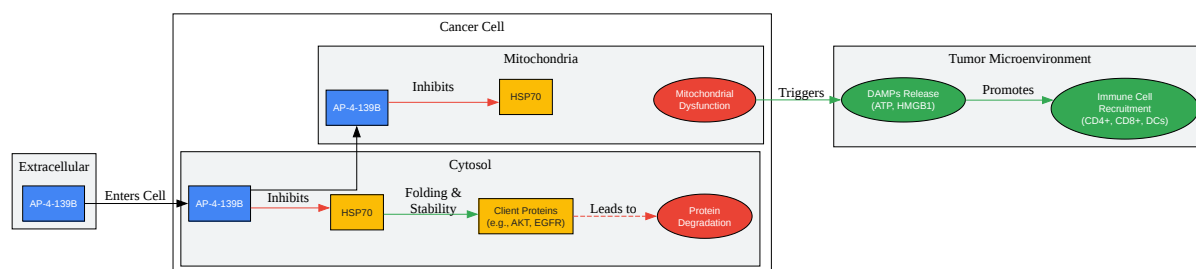 Cancer Cell
Mitochondria
AP-4-139B
Inhibits
HSP70
Mitochondrial
Dysfunction
Triggers
Tumor Microenvironment
DAMPs Release
(ATP, HMGB1)
Promotes
Immune Cell
Recruitment
(CD4+, CD8+, DCs)
Extracellular
AP-4-139B
Enters Cell
Cytosol
AP-4-139B
Inhibits
HSP70
Folding &
Stability
Client Proteins
(e.g., AKT, EGFR)
Leads to
Protein
Degradation